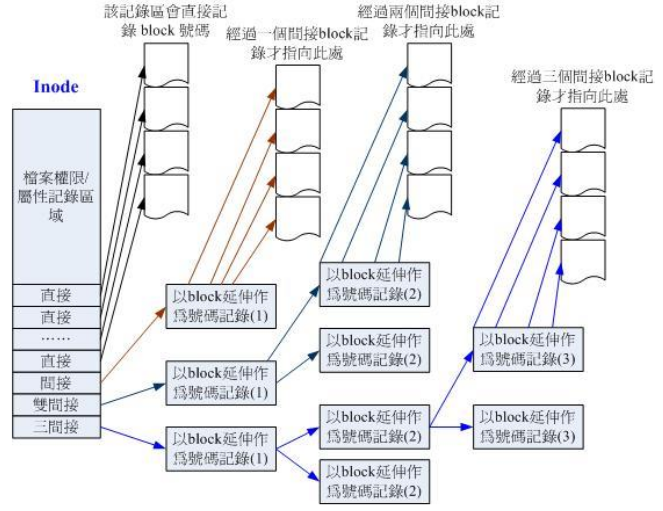 該記錄區會直接記
錄 block 號碼
經過一個間接block記
錄才指向此處
經過兩個間接block記
錄才指向此處
經過三個間接block記
錄才指向此處
Inode
檔案權限/
屬性記錄區
域
直接
直接
……
直接
間接
雙間接
三間接
以block延伸作
為號碼記錄(1)
以block延伸作
為號碼記錄(2)
以block延伸作
為號碼記錄(1)
以block延伸作
為號碼記錄(2)
以block延伸作
為號碼記錄(3)
以block延伸作
為號碼記錄(1)
以block延伸作
為號碼記錄(2)
以block延伸作
為號碼記錄(3)
以block延伸作
為號碼記錄(2)